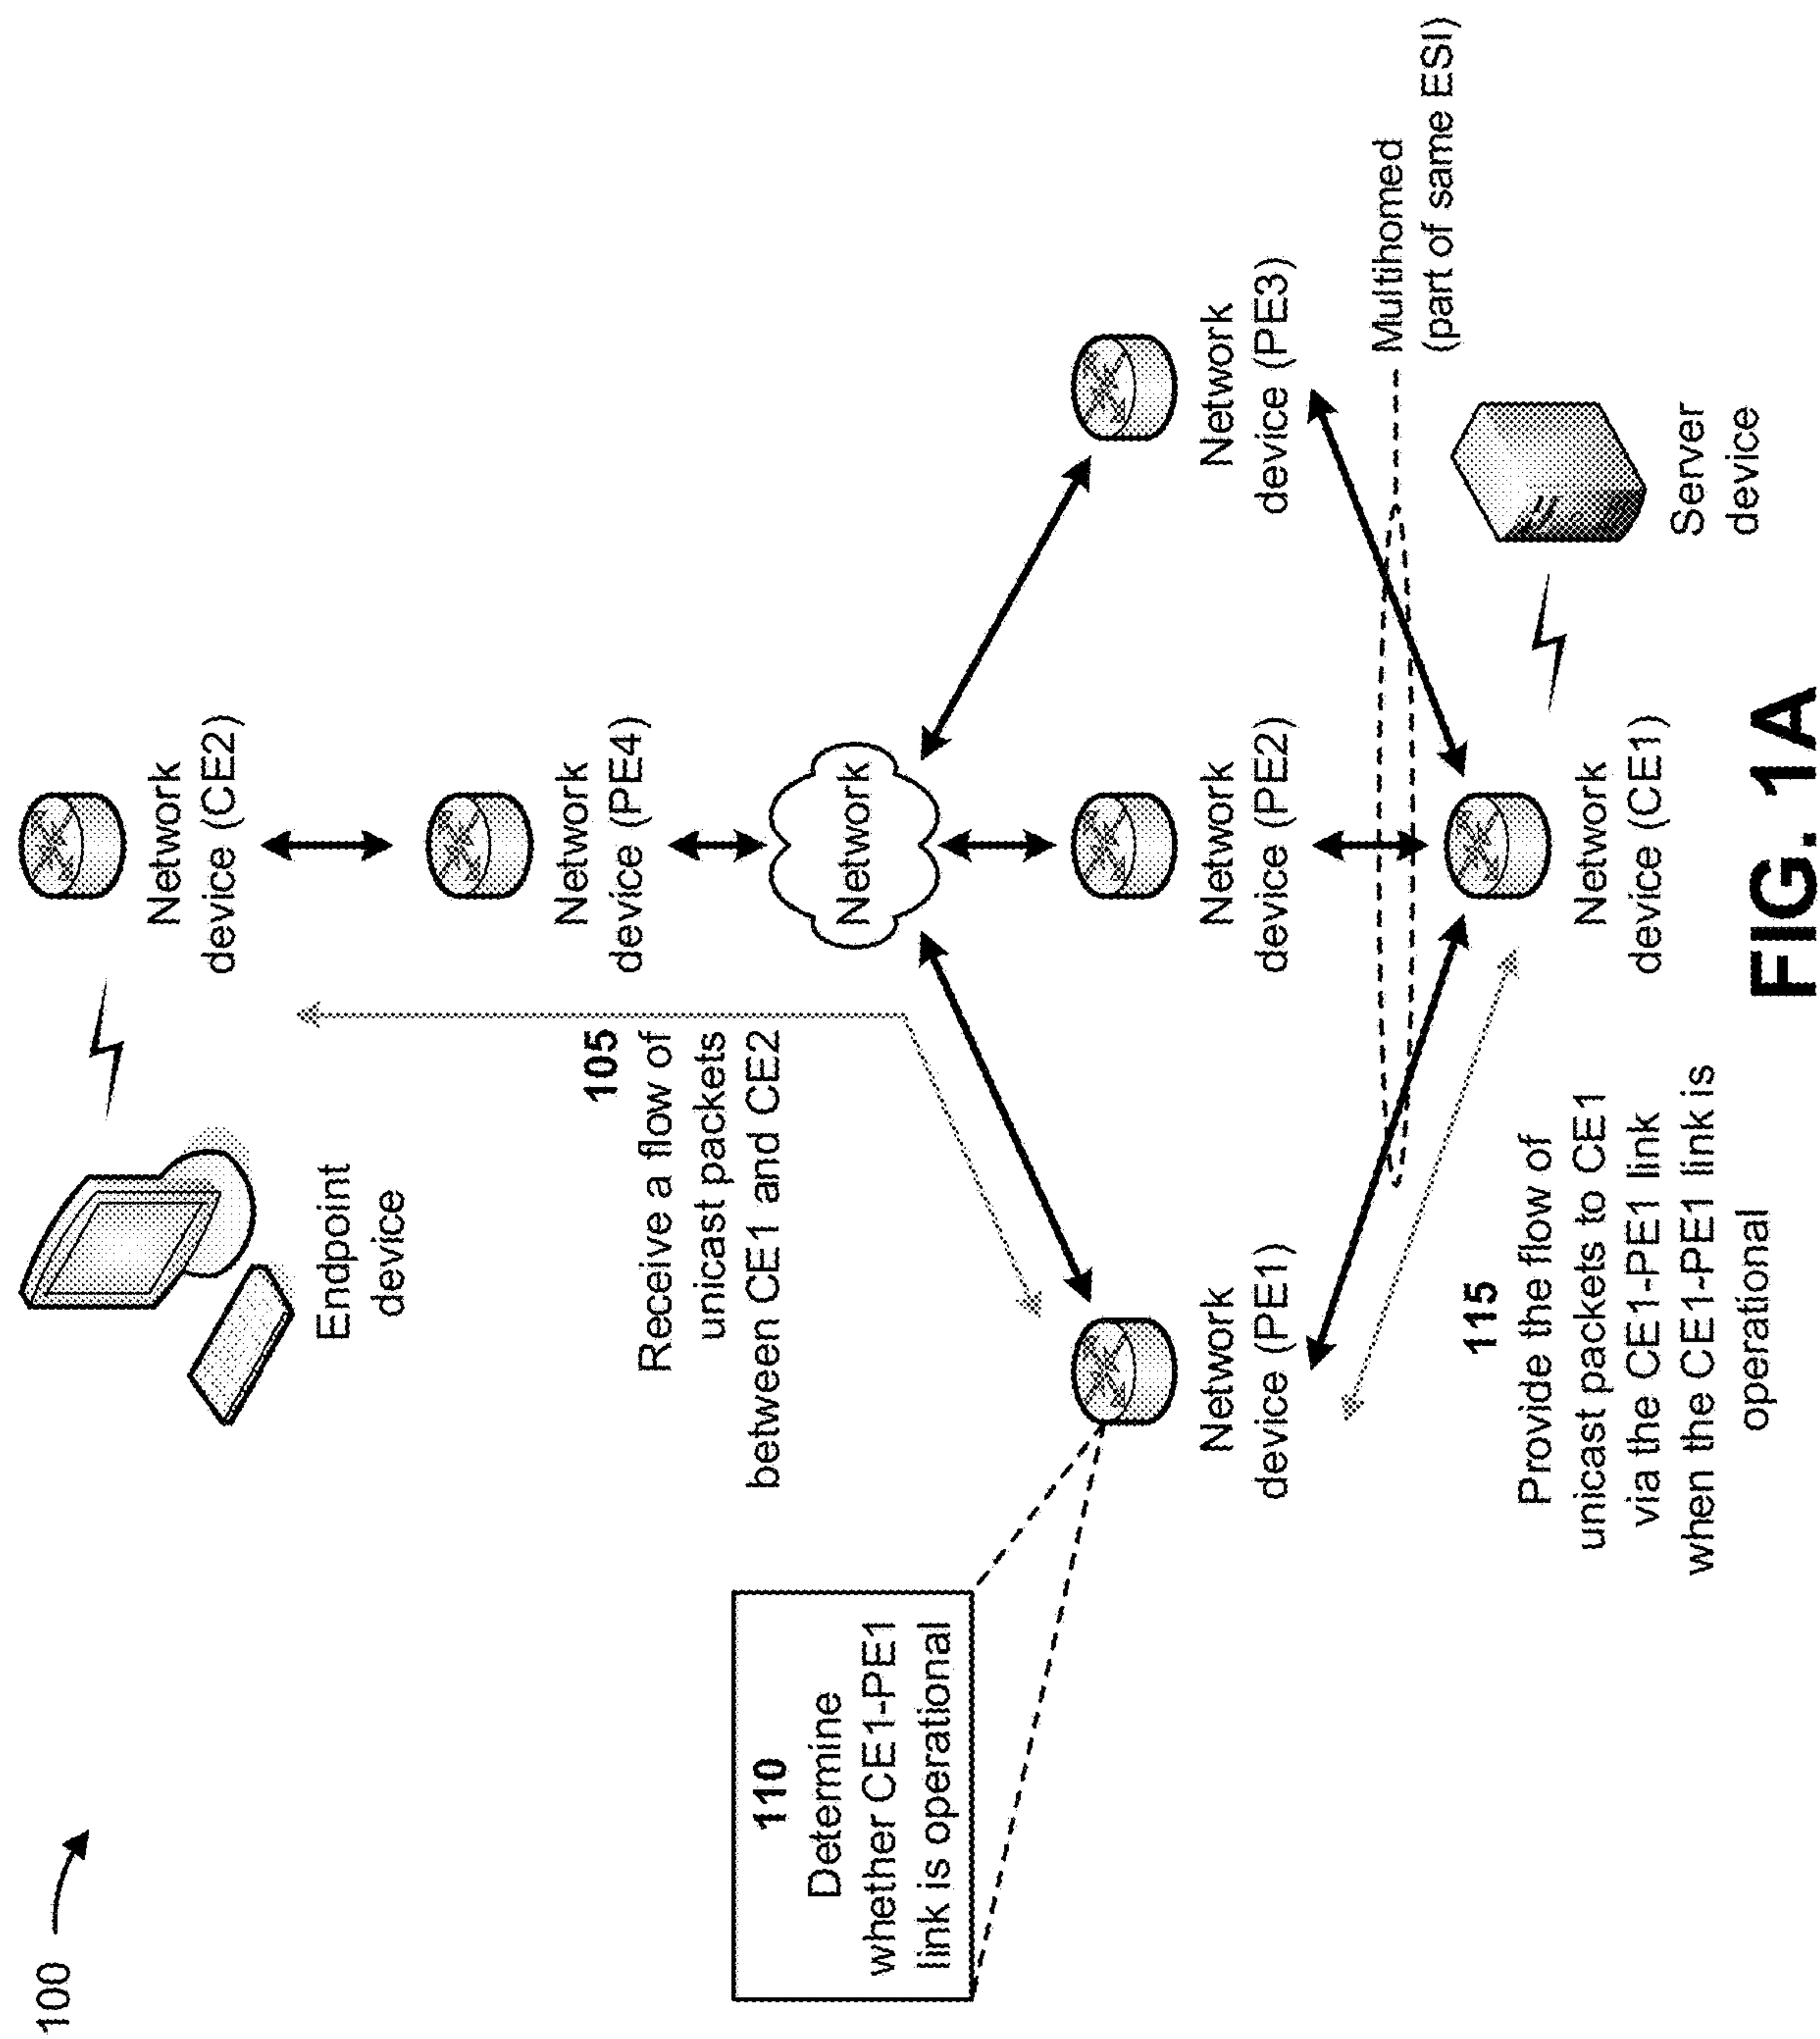 100
Endpoint
device
Network
device (CE2)
105
Receive a flow of
unicast packets
between CE1 and CE2
Network
device (PE4)
Network
110
Determine
whether CE1-PE1
link is operational
Network
device (PE1)
Network
device (PE2)
Network
device (PE3)
Multihomed
(part of same ESI)
115
Provide the flow of
unicast packets to CE1
via the CE1-PE1 link
when the CE1-PE1 link is
operational
Network
device (CE1)
Server
device
FIG. 1A